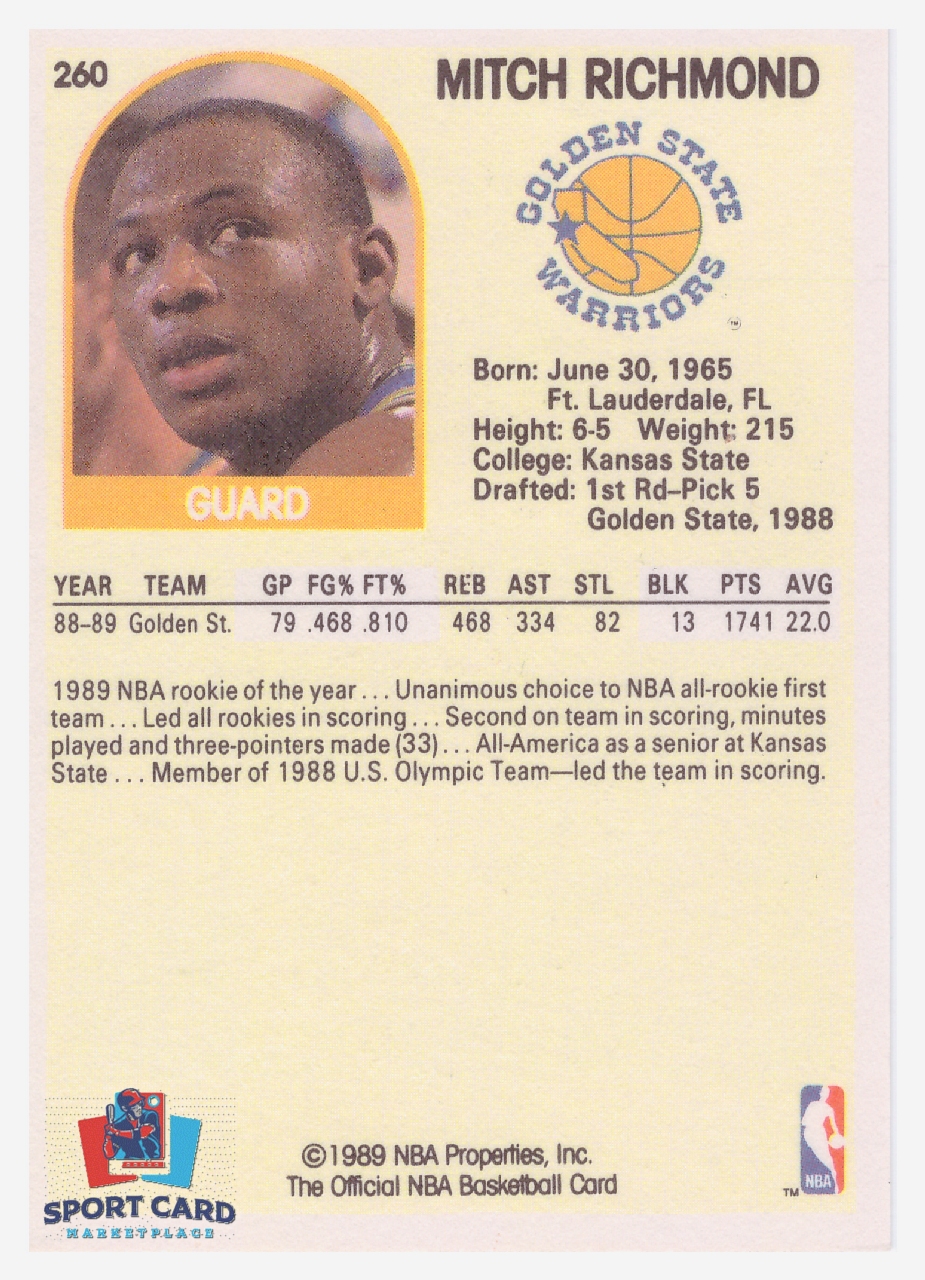 260
MITCH RICHMOND
GOLDEN STATE
WARRIORS
TM
GUARD
Born: June 30, 1965
Ft. Lauderdale, FL
Height: 6-5 Weight: 215
College: Kansas State
Drafted: 1st Rd–Pick 5
Golden State, 1988
YEAR TEAM GP FG% FT% REB AST STL BLK PTS AVG
88–89 Golden St. 79 .468 .810 468 334 82 13 1741 22.0
1989 NBA rookie of the year . . . Unanimous choice to NBA all-rookie first
team . . . Led all rookies in scoring . . . Second on team in scoring, minutes
played and three-pointers made (33) . . . All-America as a senior at Kansas
State . . . Member of 1988 U.S. Olympic Team—led the team in scoring.
SPORT CARD
MARKETPLACE
©1989 NBA Properties, Inc.
The Official NBA Basketball Card
TM
NBA